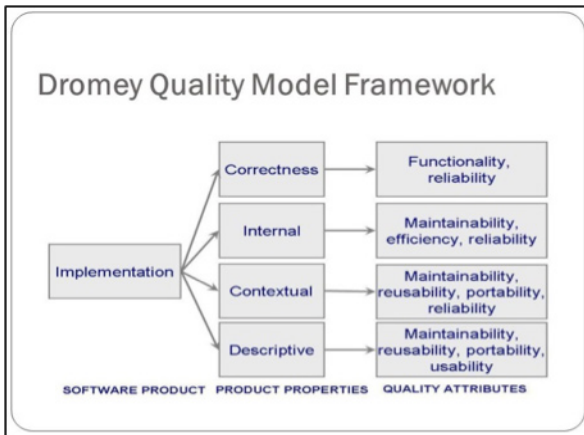 Dromey Quality Model Framework
Correctness
Functionality,
reliability
Internal
Maintainability,
efficiency, reliability
Implementation
Contextual
Maintainability,
reusability, portability,
reliability
Descriptive
Maintainability,
reusability, portability,
usability
SOFTWARE PRODUCT
PRODUCT PROPERTIES
QUALITY ATTRIBUTES